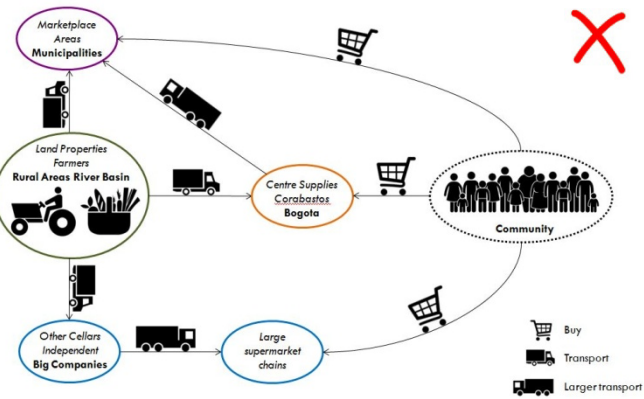 Marketplace
Areas
Municipalities
Land Properties
Farmers
Rural Areas River Basin
Centre Supplies
Corabastos
Bogota
Community
Other Cellars
Independent
Big Companies
Large
supermarket
chains
Buy
Transport
Larger transport